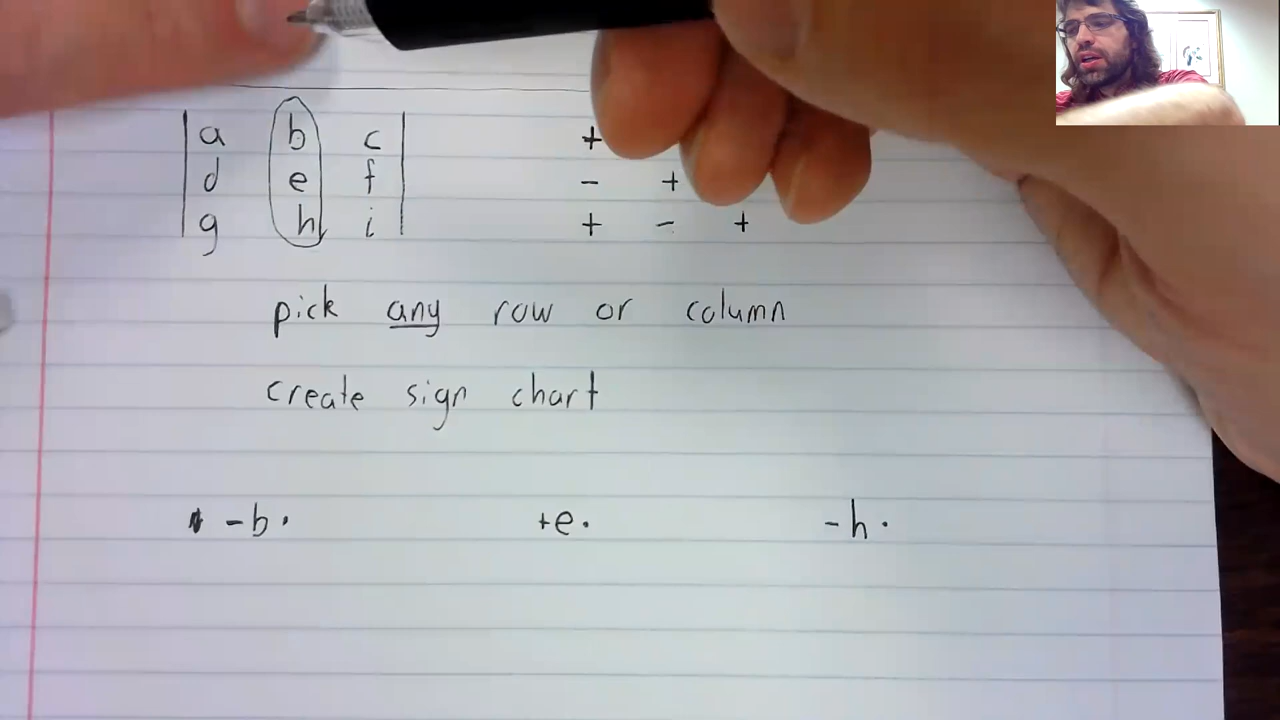 | a b c | +
| d e f | - +
| g h i | + - +
pick any row or column
create sign chart
-b · +e · -h ·